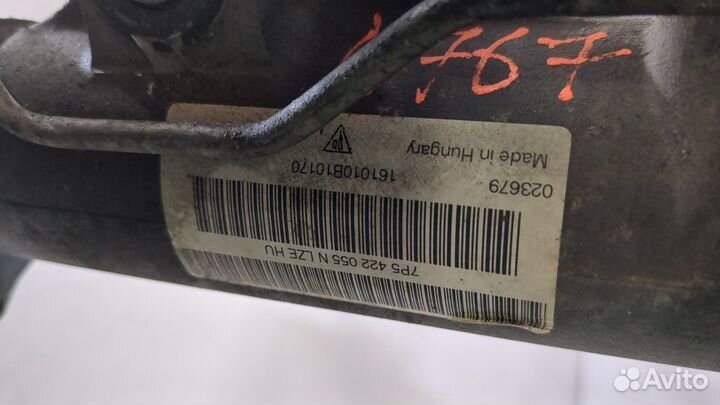 7P5 422 055 N LZE HU
023679 161010B10170
Made in Hungary
Avito